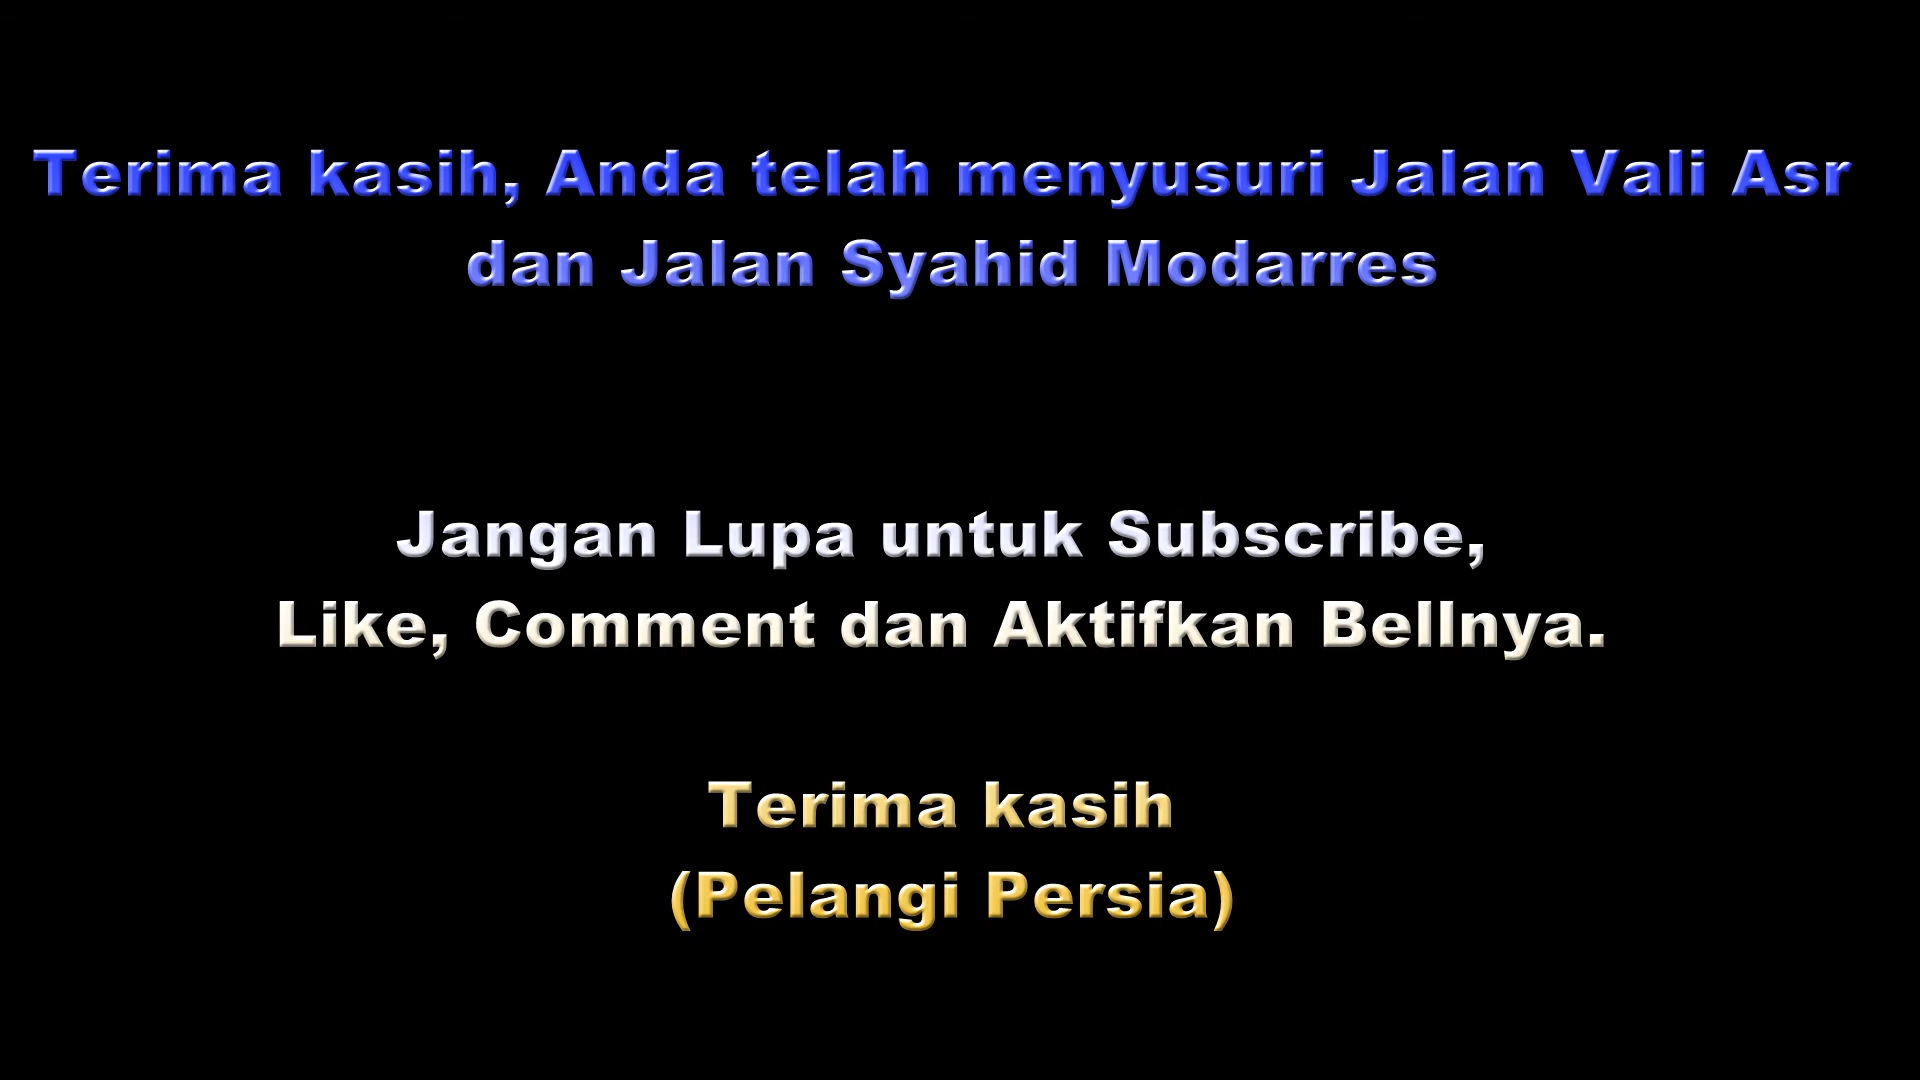 Terima kasih, Anda telah menyusuri Jalan Vali Asr
dan Jalan Syahid Modarres
Jangan Lupa untuk Subscribe,
Like, Comment dan Aktifkan Bellnya.
Terima kasih
(Pelangi Persia)